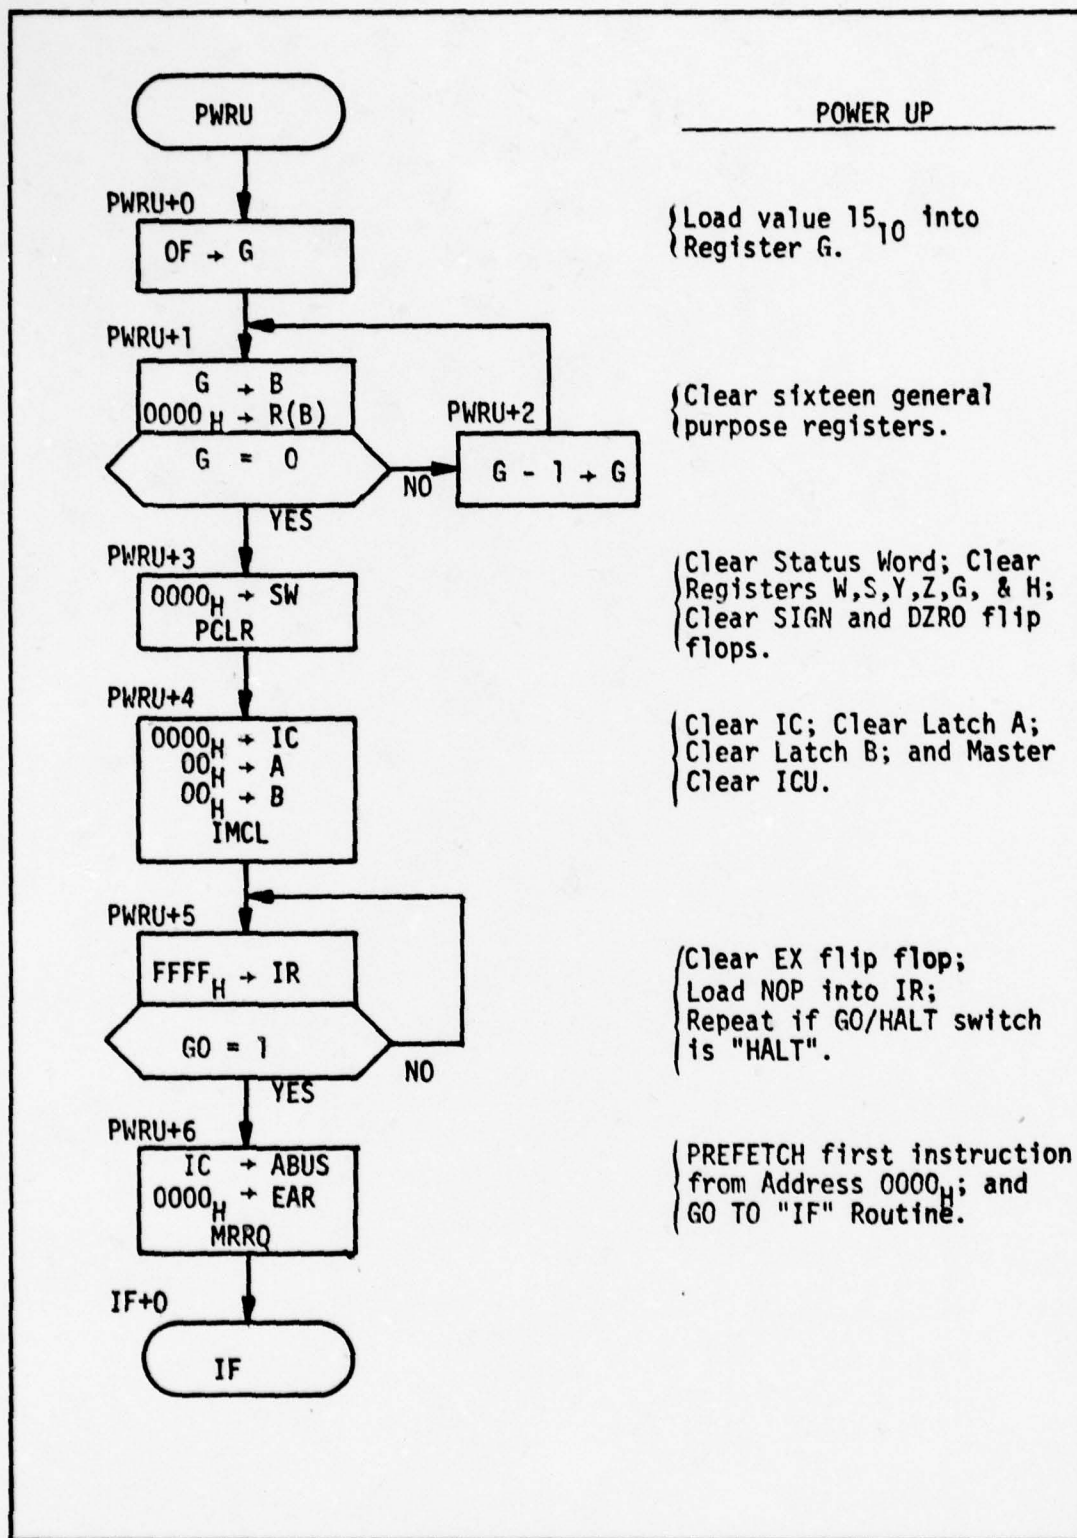 PWRU
POWER UP
PWRU+0
0F → G
{Load value 15₁₀ into
Register G.
PWRU+1
G → B
0000H → R(B)
G = 0
NO
YES
PWRU+2
G - 1 → G
{Clear sixteen general
purpose registers.
PWRU+3
0000H → SW
PCLR
{Clear Status Word; Clear
Registers W,S,Y,Z,G, & H;
Clear SIGN and DZRO flip
flops.
PWRU+4
0000H → IC
00H → A
00H → B
IMCL
{Clear IC; Clear Latch A;
Clear Latch B; and Master
Clear ICU.
PWRU+5
FFFFH → IR
GO = 1
NO
YES
{Clear EX flip flop;
Load NOP into IR;
Repeat if GO/HALT switch
is "HALT".
PWRU+6
IC → ABUS
0000H → EAR
MRRQ
{PREFETCH first instruction
from Address 0000H; and
GO TO "IF" Routine.
IF+0
IF